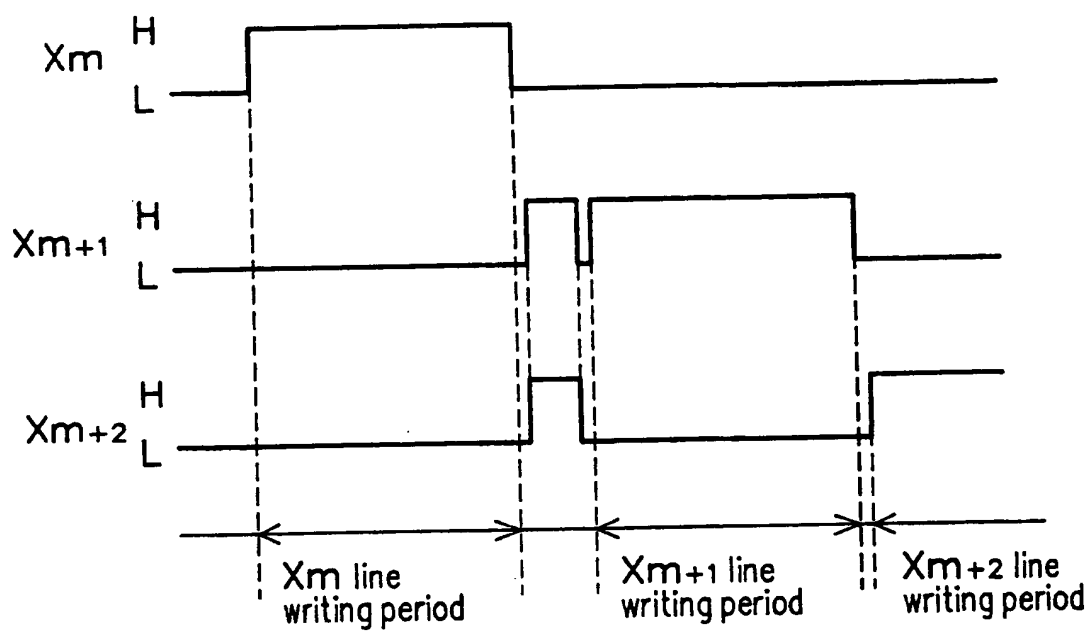 H
Xm
L
H
Xm+1
L
H
Xm+2
L
Xm line
writing period
Xm+1 line
writing period
Xm+2 line
writing period